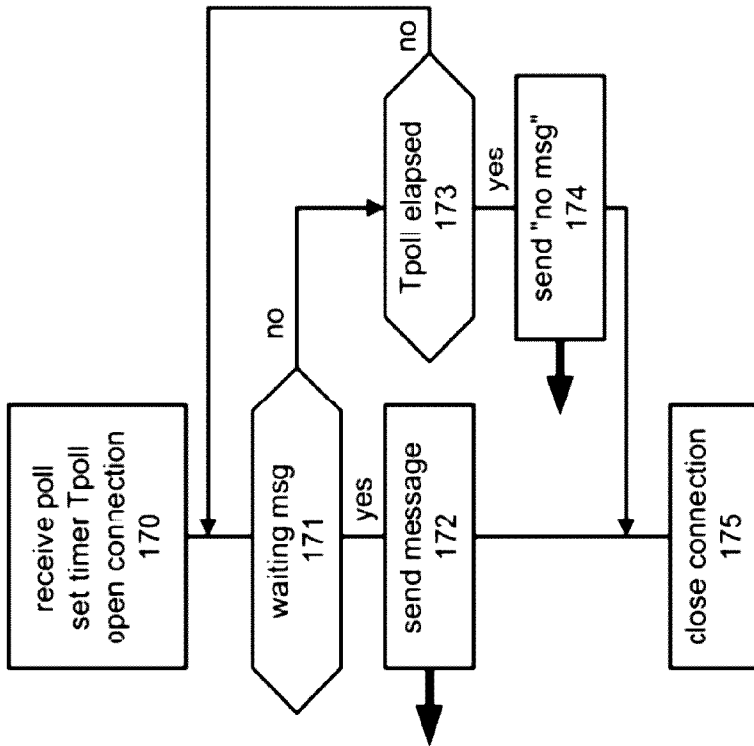 receive poll
set timer Tpoll
open connection
170
waiting msg
171
no
yes
send message
172
Tpoll elapsed
173
no
yes
send "no msg"
174
close connection
175